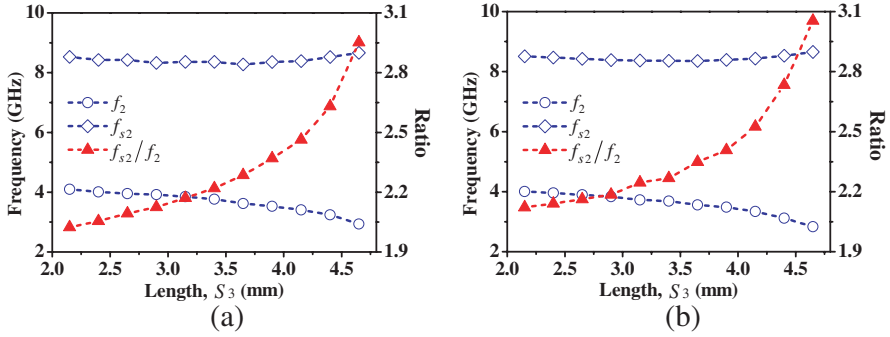 10
8
6
4
2
Frequency (GHz)
f2
fs2
fs2/f2
3.1
2.8
2.5
2.2
1.9
Ratio
2.0 2.5 3.0 3.5 4.0 4.5
Length, S3 (mm)
(a)
10
8
6
4
2
Frequency (GHz)
f2
fs2
fs2/f2
3.1
2.8
2.5
2.2
1.9
Ratio
2.0 2.5 3.0 3.5 4.0 4.5
Length, S3 (mm)
(b)